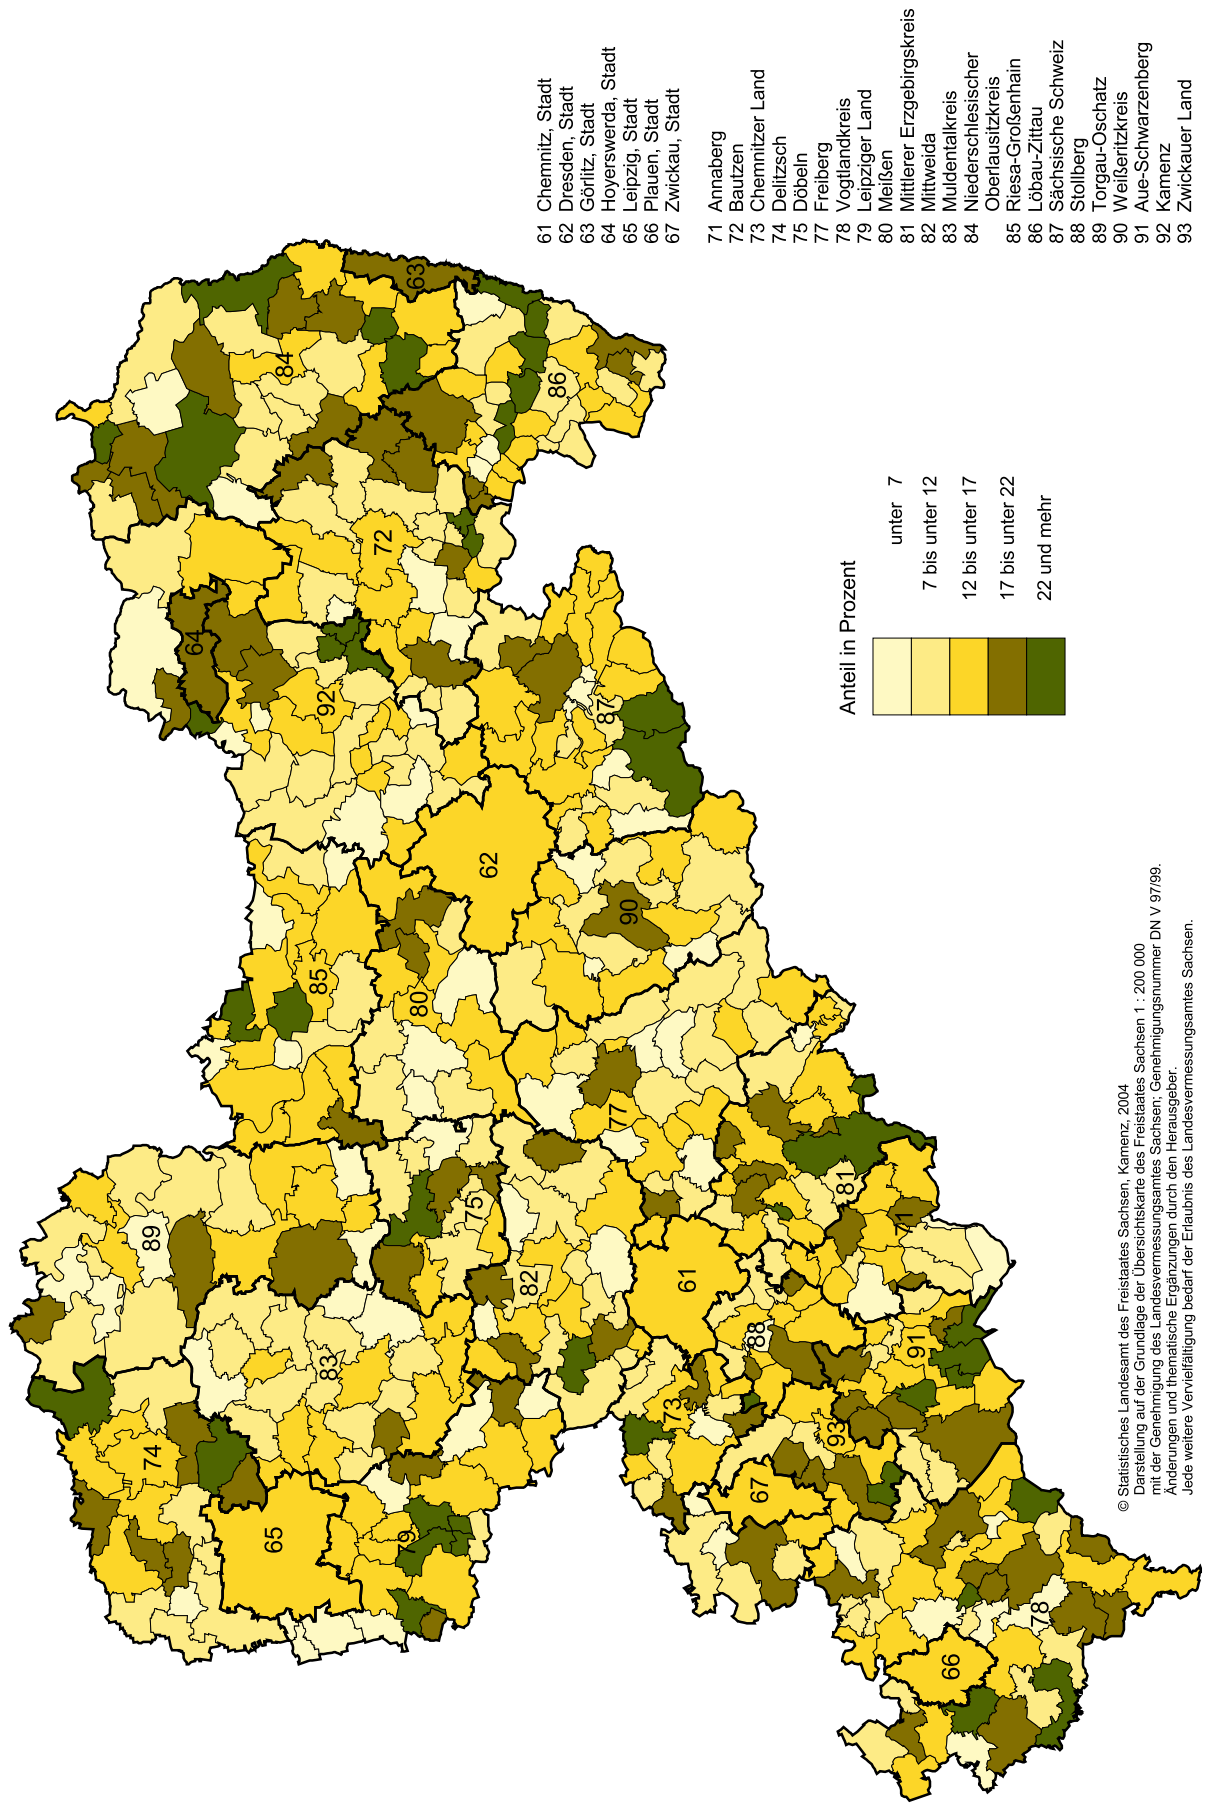 61 Chemnitz, Stadt
62 Dresden, Stadt
63 Görlitz, Stadt
64 Hoyerswerda, Stadt
65 Leipzig, Stadt
66 Plauen, Stadt
67 Zwickau, Stadt
71 Annaberg
72 Bautzen
73 Chemnitzer Land
74 Delitzsch
75 Döbeln
77 Freiberg
78 Vogtlandkreis
79 Leipziger Land
80 Meißen
81 Mittlerer Erzgebirgskreis
82 Mittweida
83 Muldentalkreis
84 Niederschlesischer
Oberlausitzkreis
85 Riesa-Großenhain
86 Löbau-Zittau
87 Sächsische Schweiz
88 Stollberg
89 Torgau-Oschatz
90 Weißeritzkreis
91 Aue-Schwarzenberg
92 Kamenz
93 Zwickauer Land
Anteil in Prozent
unter 7
7 bis unter 12
12 bis unter 17
17 bis unter 22
22 und mehr
89
74
83
65
79
75
82
85
80
62
64
92
72
84
63
86
87
90
77
61
81
71
88
91
73
93
67
78
66
© Statistisches Landesamt des Freistaates Sachsen, Kamenz, 2004
Darstellung auf der Grundlage der Übersichtskarte des Freistaates Sachsen 1 : 200 000
mit der Genehmigung des Landesvermessungsamtes Sachsen; Genehmigungsnummer DN V 97/99.
Änderungen und thematische Ergänzungen durch den Herausgeber.
Jede weitere Vervielfältigung bedarf der Erlaubnis des Landesvermessungsamtes Sachsen.